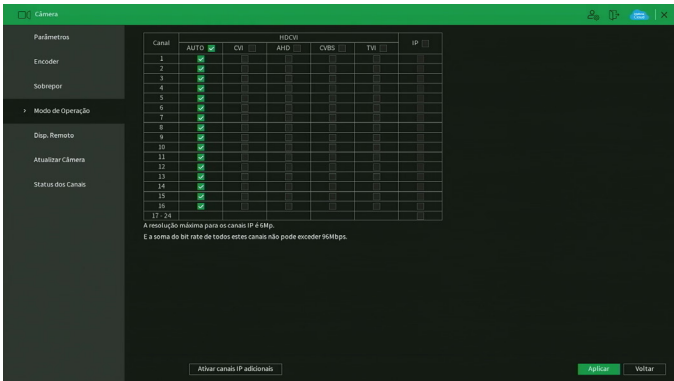 Câmera
Parâmetros
Encoder
Sobrepor
Modo de Operação
Disp. Remoto
Atualizar Câmera
Status dos Canais
Canal HDCVI IP
AUTO CVI AHD CVBS TVI
1
2
3
4
5
6
7
8
9
10
11
12
13
14
15
16
17 - 24
A resolução máxima para os canais IP é 6Mp.
E a soma do bit rate de todos estes canais não pode exceder 96Mbps.
Ativar canais IP adicionais
Aplicar Voltar